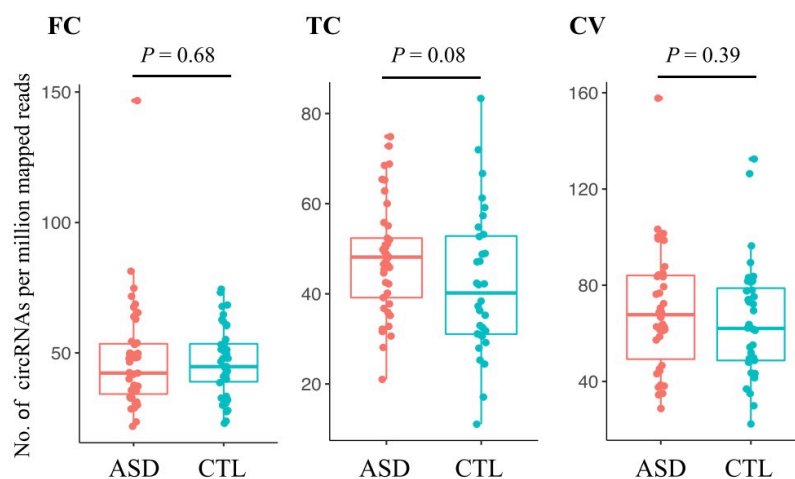 FC
TC
CV
P = 0.68
P = 0.08
P = 0.39
No. of circRNAs per million mapped reads
150
100
50
80
60
40
20
160
120
80
40
ASD CTL
ASD CTL
ASD CTL